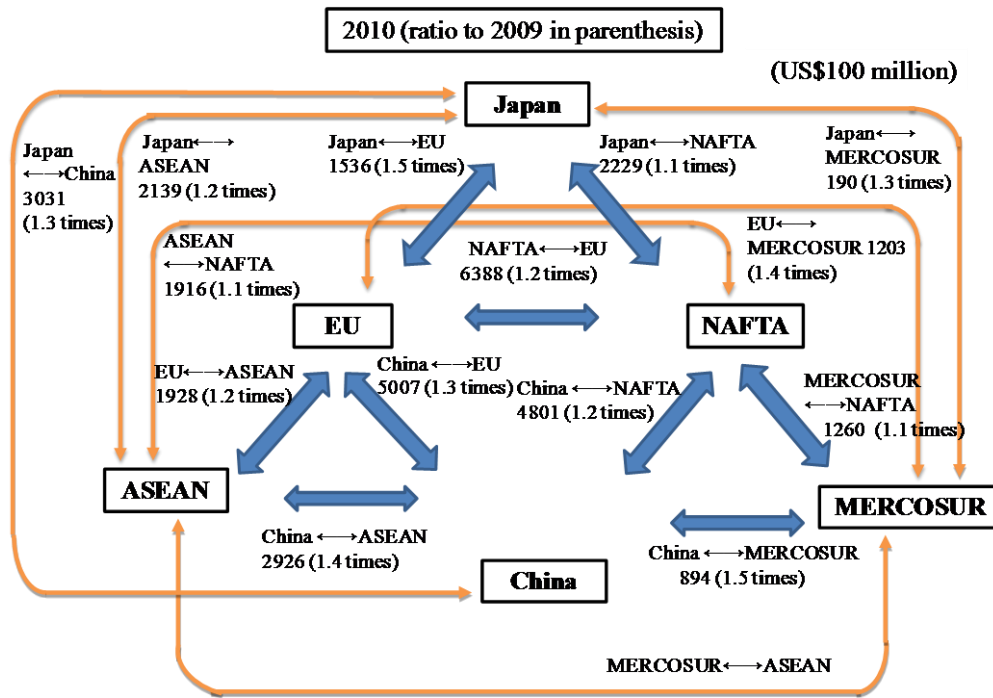 2010 (ratio to 2009 in parenthesis)
(US$100 million)
Japan
Japan
←--→China
3031
(1.3 times)
Japan←--→
ASEAN
2139 (1.2 times)
Japan←--→EU
1536 (1.5 times)
Japan←--→NAFTA
2229 (1.1 times)
Japan←--→
MERCOSUR
190 (1.3 times)
ASEAN
←--→NAFTA
1916 (1.1 times)
NAFTA←--→EU
6388 (1.2 times)
EU←--→
MERCOSUR 1203
(1.4 times)
EU
NAFTA
EU←--→ASEAN
1928 (1.2 times)
China ←--→EU
5007 (1.3 times)
China ←--→NAFTA
4801 (1.2 times)
MERCOSUR
←--→NAFTA
1260 (1.1 times)
ASEAN
MERCOSUR
China ←--→ASEAN
2926 (1.4 times)
China ←--→MERCOSUR
894 (1.5 times)
China
MERCOSUR←--→ASEAN